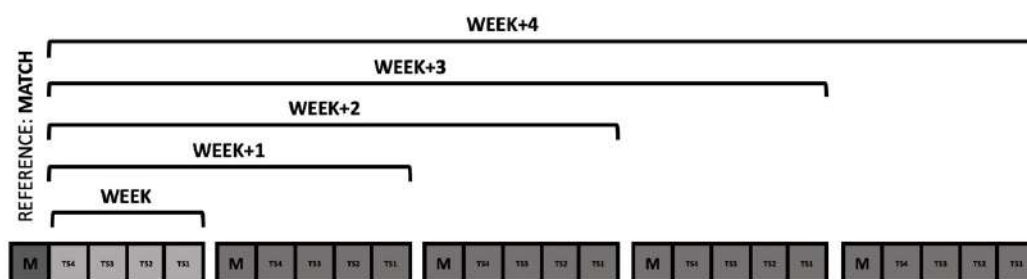 WEEK+4
WEEK+3
WEEK+2
WEEK+1
WEEK
REFERENCE: MATCH
M TS4 TS3 TS2 TS1 M TS4 TS3 TS2 TS1 M TS4 TS3 TS2 TS1 M TS4 TS3 TS2 TS1 M TS4 TS3 TS2 TS1